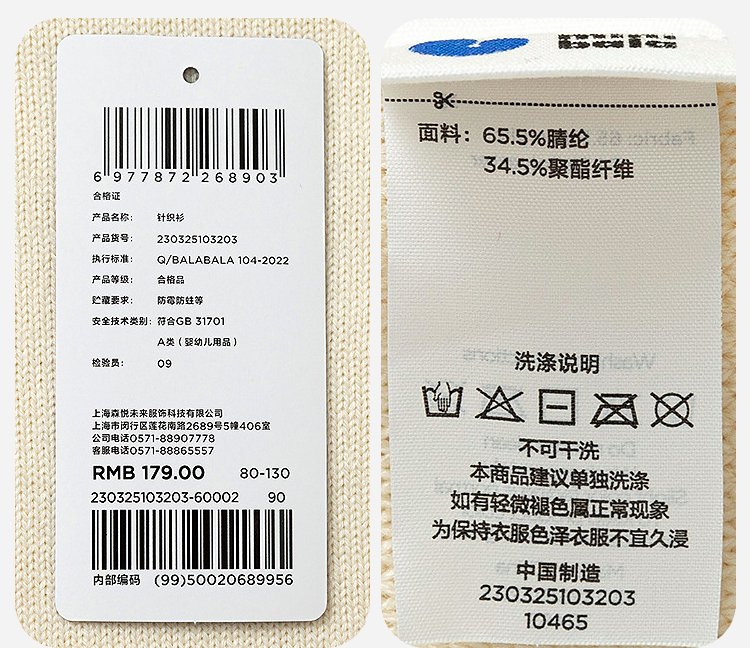 6 977872 268903
合格证
产品名称： 针织衫
产品货号： 230325103203
执行标准： Q/BALABALA 104-2022
产品等级： 合格品
贮藏要求： 防霉防蛀等
安全技术类别： 符合GB 31701
A类（婴幼儿用品）
检验员： 09
上海森悦未来服饰科技有限公司
上海市闵行区莲花南路2689号5幢406室
公司电话0571-88907778
客服电话0571-88865557
RMB 179.00 80-130
230325103203-60002 90
内部编码 (99)50020689956
面料：65.5%腈纶
34.5%聚酯纤维
洗涤说明
不可干洗
本商品建议单独洗涤
如有轻微褪色属正常现象
为保持衣服色泽衣服不宜久浸
中国制造
230325103203
10465